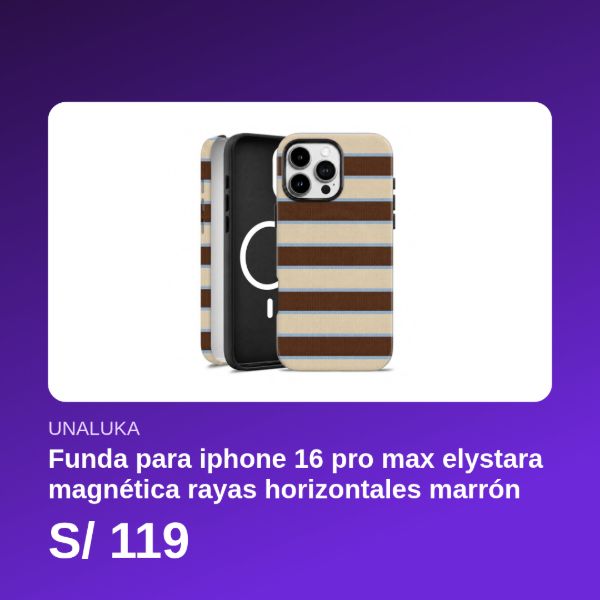 UNALUKA
Funda para iphone 16 pro max elystara
magnética rayas horizontales marrón
S/ 119